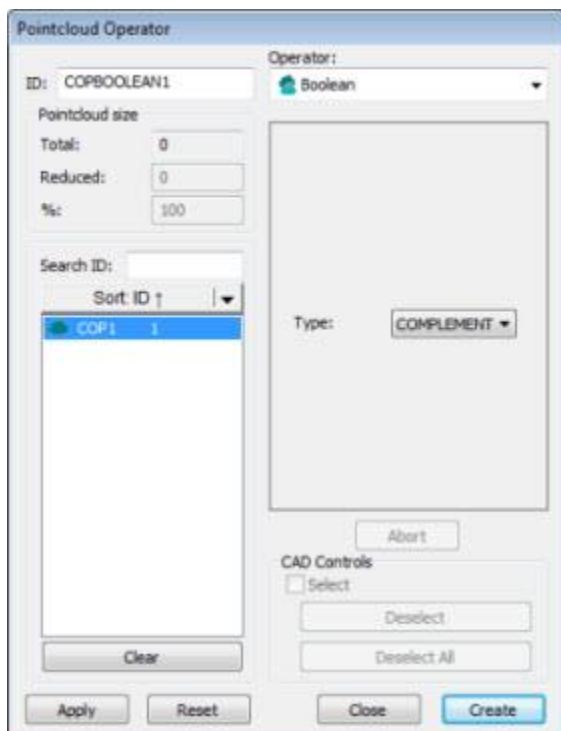 Pointcloud Operator
ID: COPBOOLEAN1
Operator:
Boolean
Pointcloud size
Total: 0
Reduced: 0
%: 100
Search ID:
Sort: ID ↑
COP1 1
Clear
Type: COMPLEMENT
Abort
CAD Controls
Select
Deselect
Deselect All
Apply Reset Close Create